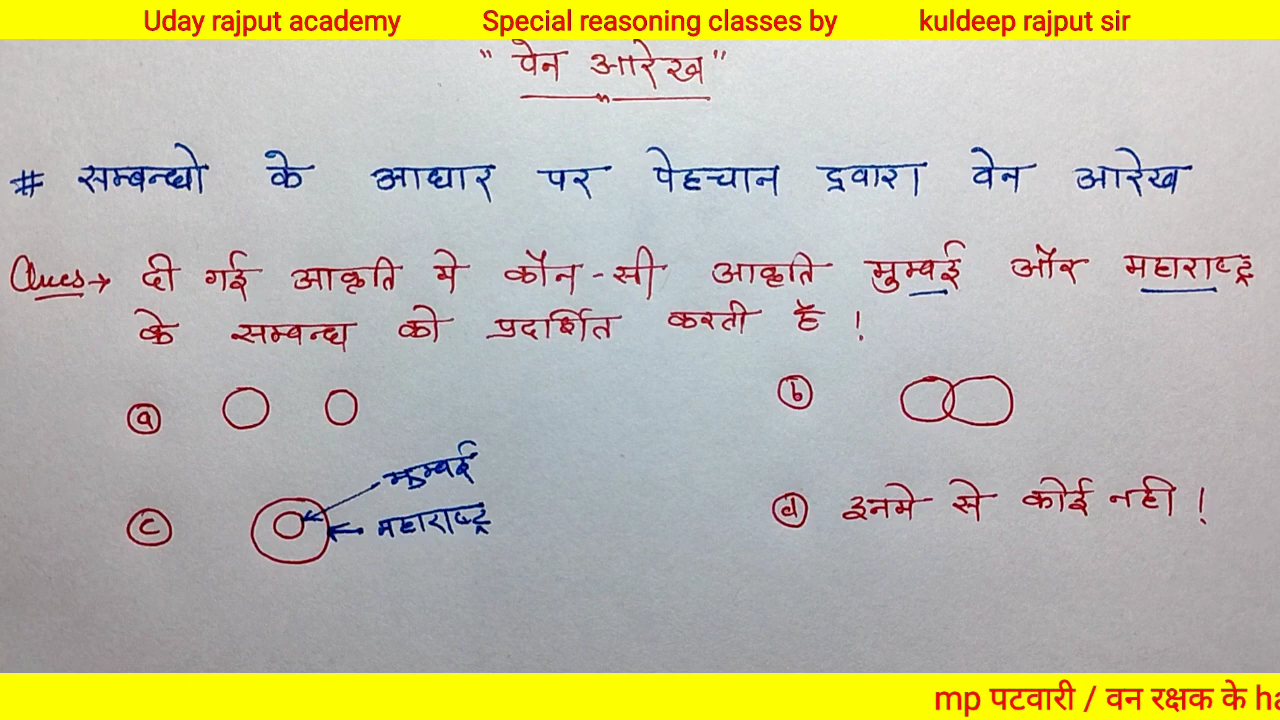 Uday rajput academy Special reasoning classes by kuldeep rajput sir
" वेन आरेख "
# सम्बन्धो के आधार पर पेहचान द्वारा वेन आरेख
Ques→ दी गई आकृति मे कौन-सी आकृति मुम्बई और महाराष्ट्र
के सम्बन्ध को प्रदर्शित करती है !
(a)
(b)
(c) मुम्बई
महाराष्ट्र
(d) इनमे से कोई नही !
mp पटवारी / वन रक्षक के ha